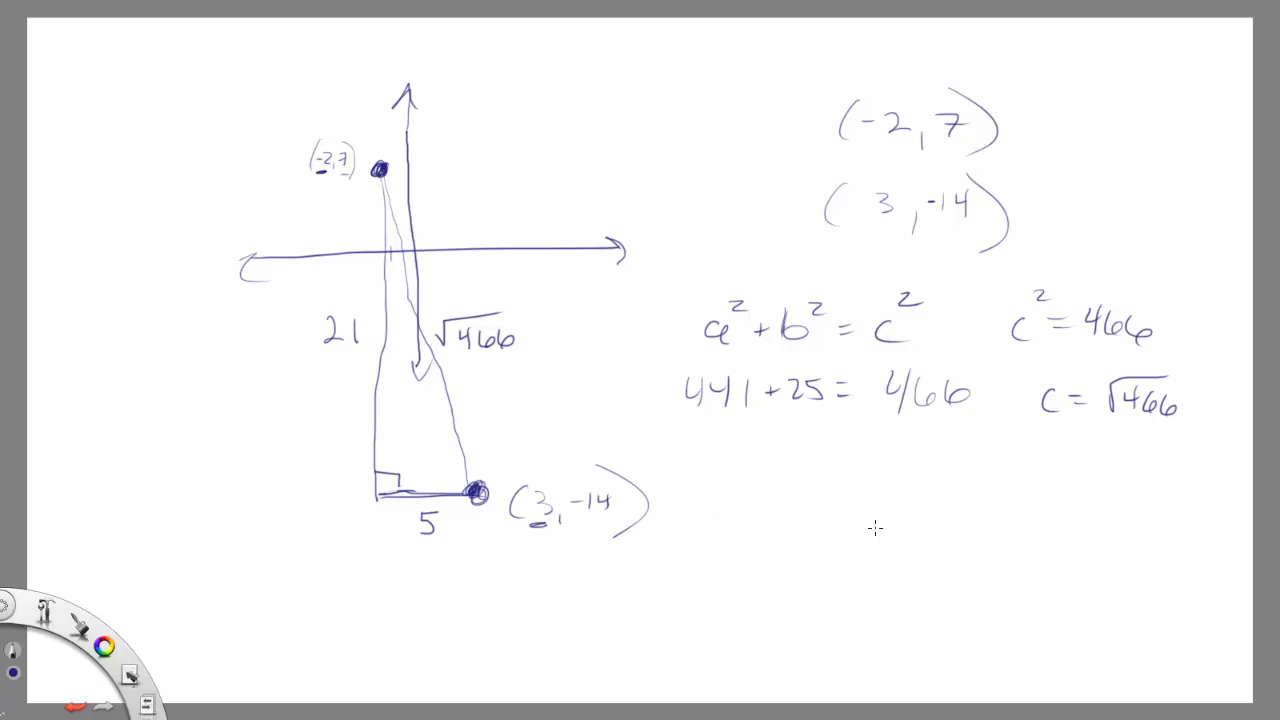 (-2,7)
21
√466
5
(3,-14)
(-2,7)
(3,-14)
a² + b² = c²
441 + 25 = 466
c² = 466
c = √466